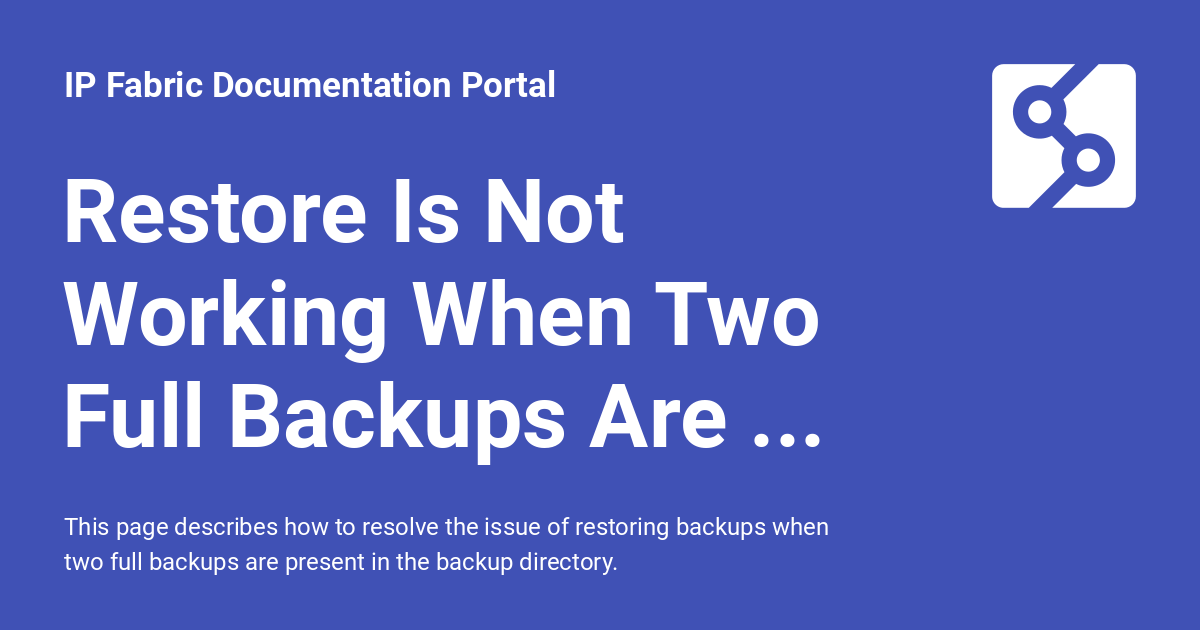 IP Fabric Documentation Portal
Restore Is Not
Working When Two
Full Backups Are ...
This page describes how to resolve the issue of restoring backups when
two full backups are present in the backup directory.